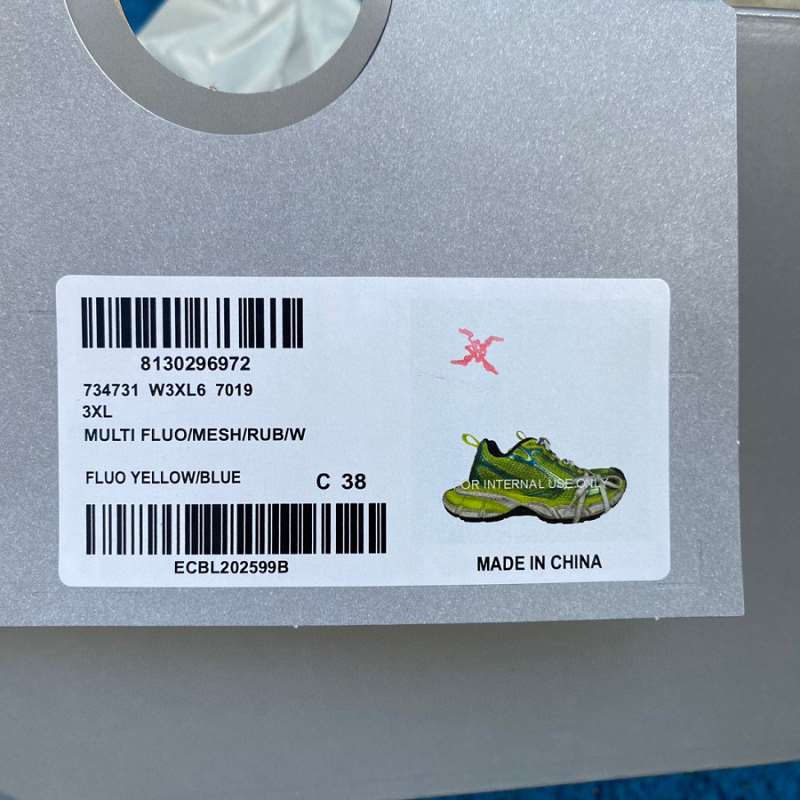 8130296972
734731 W3XL6 7019
3XL
MULTI FLUO/MESH/RUB/W
FLUO YELLOW/BLUE
C 38
ECBL202599B
FOR INTERNAL USE ONLY
MADE IN CHINA